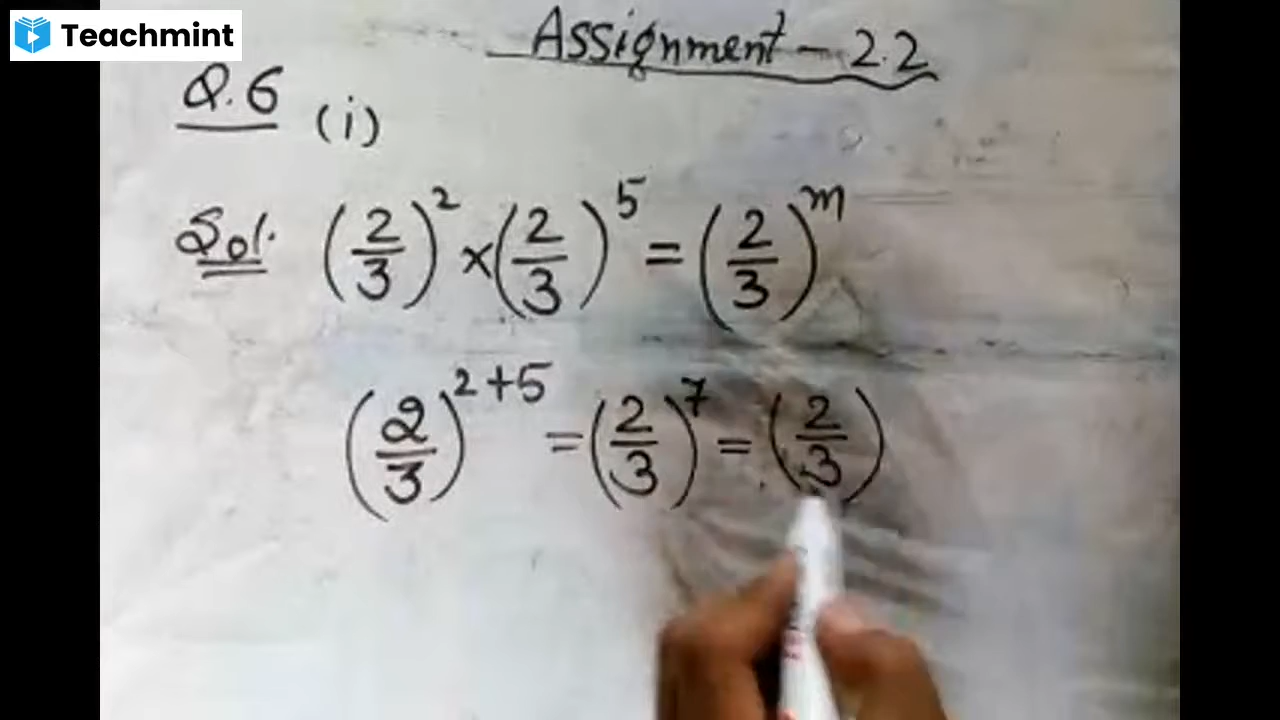 Teachmint
Assignment - 2.2
Q.6 (i)
Sol. (2/3)^2 × (2/3)^5 = (2/3)^m
(2/3)^2+5 = (2/3)^7 = (2/3)